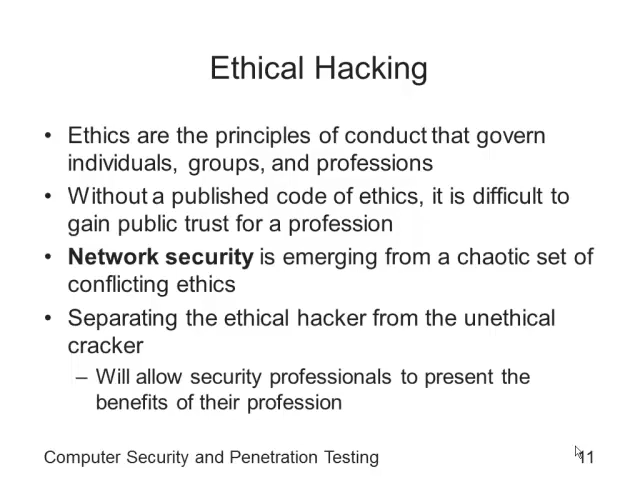 Ethical Hacking
• Ethics are the principles of conduct that govern
individuals, groups, and professions
• Without a published code of ethics, it is difficult to
gain public trust for a profession
• Network security is emerging from a chaotic set of
conflicting ethics
• Separating the ethical hacker from the unethical
cracker
– Will allow security professionals to present the
benefits of their profession
Computer Security and Penetration Testing 11